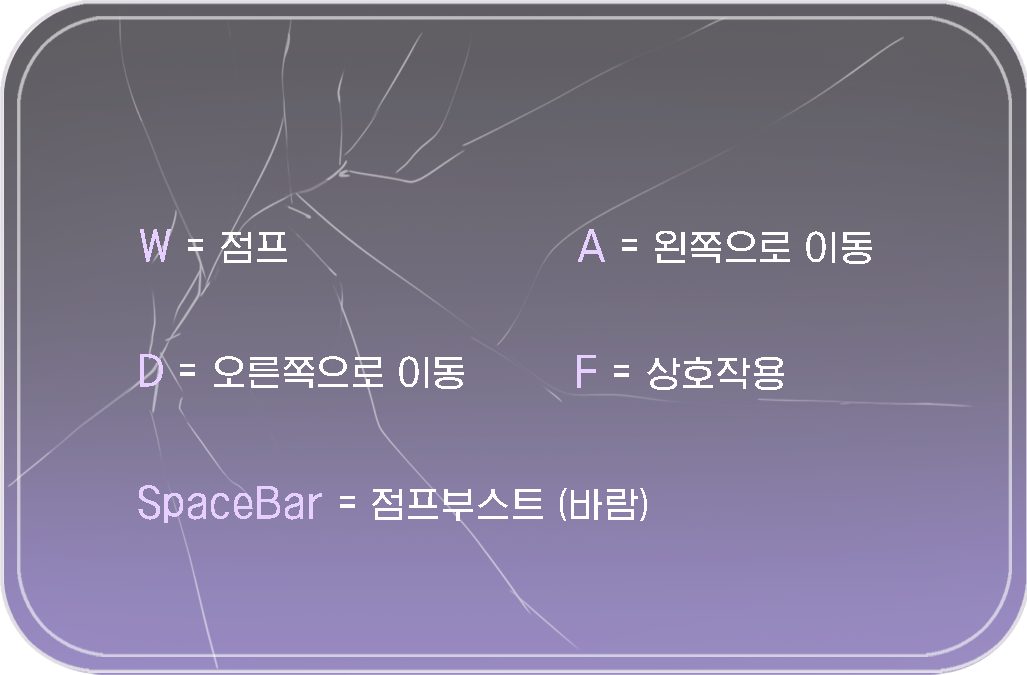 W = 점프
A = 왼쪽으로 이동
D = 오른쪽으로 이동
F = 상호작용
SpaceBar = 점프부스트 (바람)